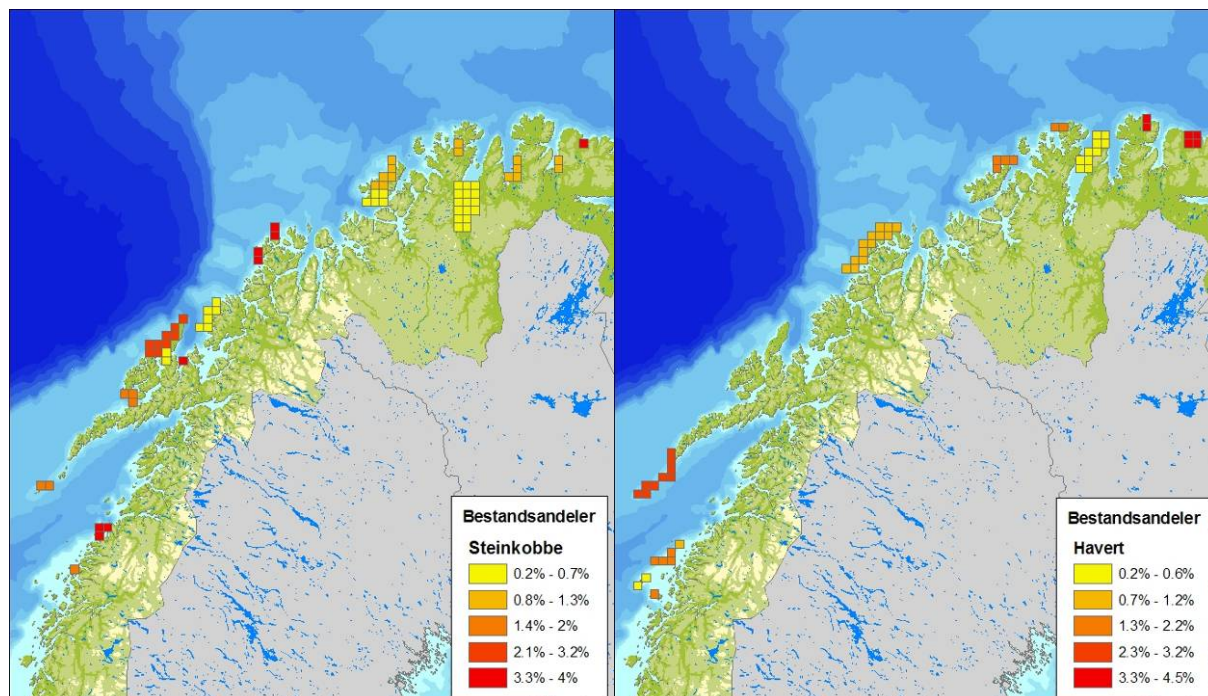 Bestandsandeler
Steinkobbe
0.2% - 0.7%
0.8% - 1.3%
1.4% - 2%
2.1% - 3.2%
3.3% - 4%
Bestandsandeler
Havert
0.2% - 0.6%
0.7% - 1.2%
1.3% - 2.2%
2.3% - 3.2%
3.3% - 4.5%